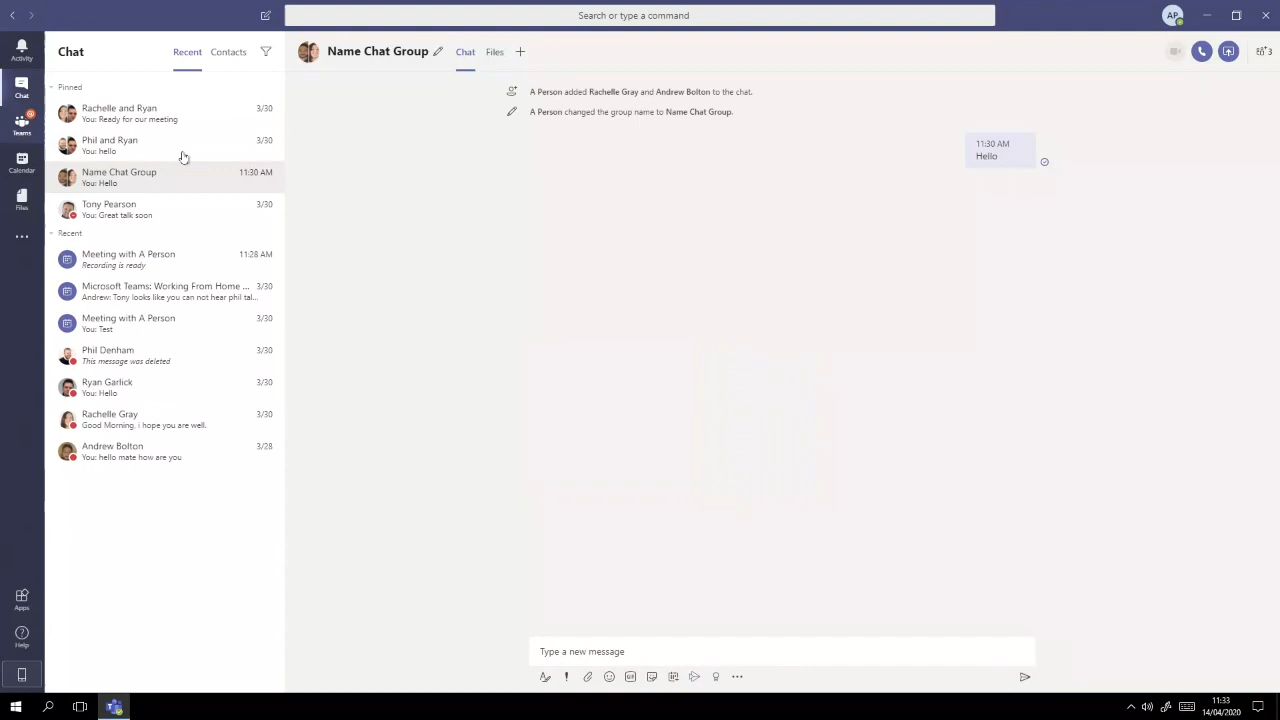 Search or type a command
AP
Activity
Chat
Teams
Calendar
Files
Apps
Help
Chat
Recent
Contacts
Pinned
Rachelle and Ryan 3/30
You: Ready for our meeting
Phil and Ryan 3/30
You: hello
Name Chat Group 11:30 AM
You: Hello
Tony Pearson 3/30
You: Great talk soon
Recent
Meeting with A Person 11:28 AM
Recording is ready
Microsoft Teams: Working From Home ... 3/30
Andrew: Tony looks like you can not hear phil tal...
Meeting with A Person 3/30
You: Test
Phil Denham 3/30
This message was deleted
Ryan Garlick 3/30
You: Hello
Rachelle Gray 3/30
Good Morning, i hope you are well.
Andrew Bolton 3/28
You: hello mate how are you
Name Chat Group
Chat
Files
3
A Person added Rachelle Gray and Andrew Bolton to the chat.
A Person changed the group name to Name Chat Group.
11:30 AM
Hello
Type a new message
GIF
11:33
14/04/2020